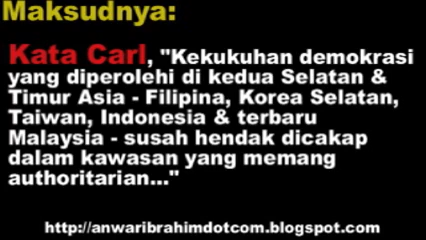 Maksudnya:
Kata Carl, "Kekukuhan demokrasi
yang diperolehi di kedua Selatan &
Timur Asia - Filipina, Korea Selatan,
Taiwan, Indonesia & terbaru
Malaysia - susah hendak dicakap
dalam kawasan yang memang
authoritarian..."
http://anwaribrahimdotcom.blogspot.com